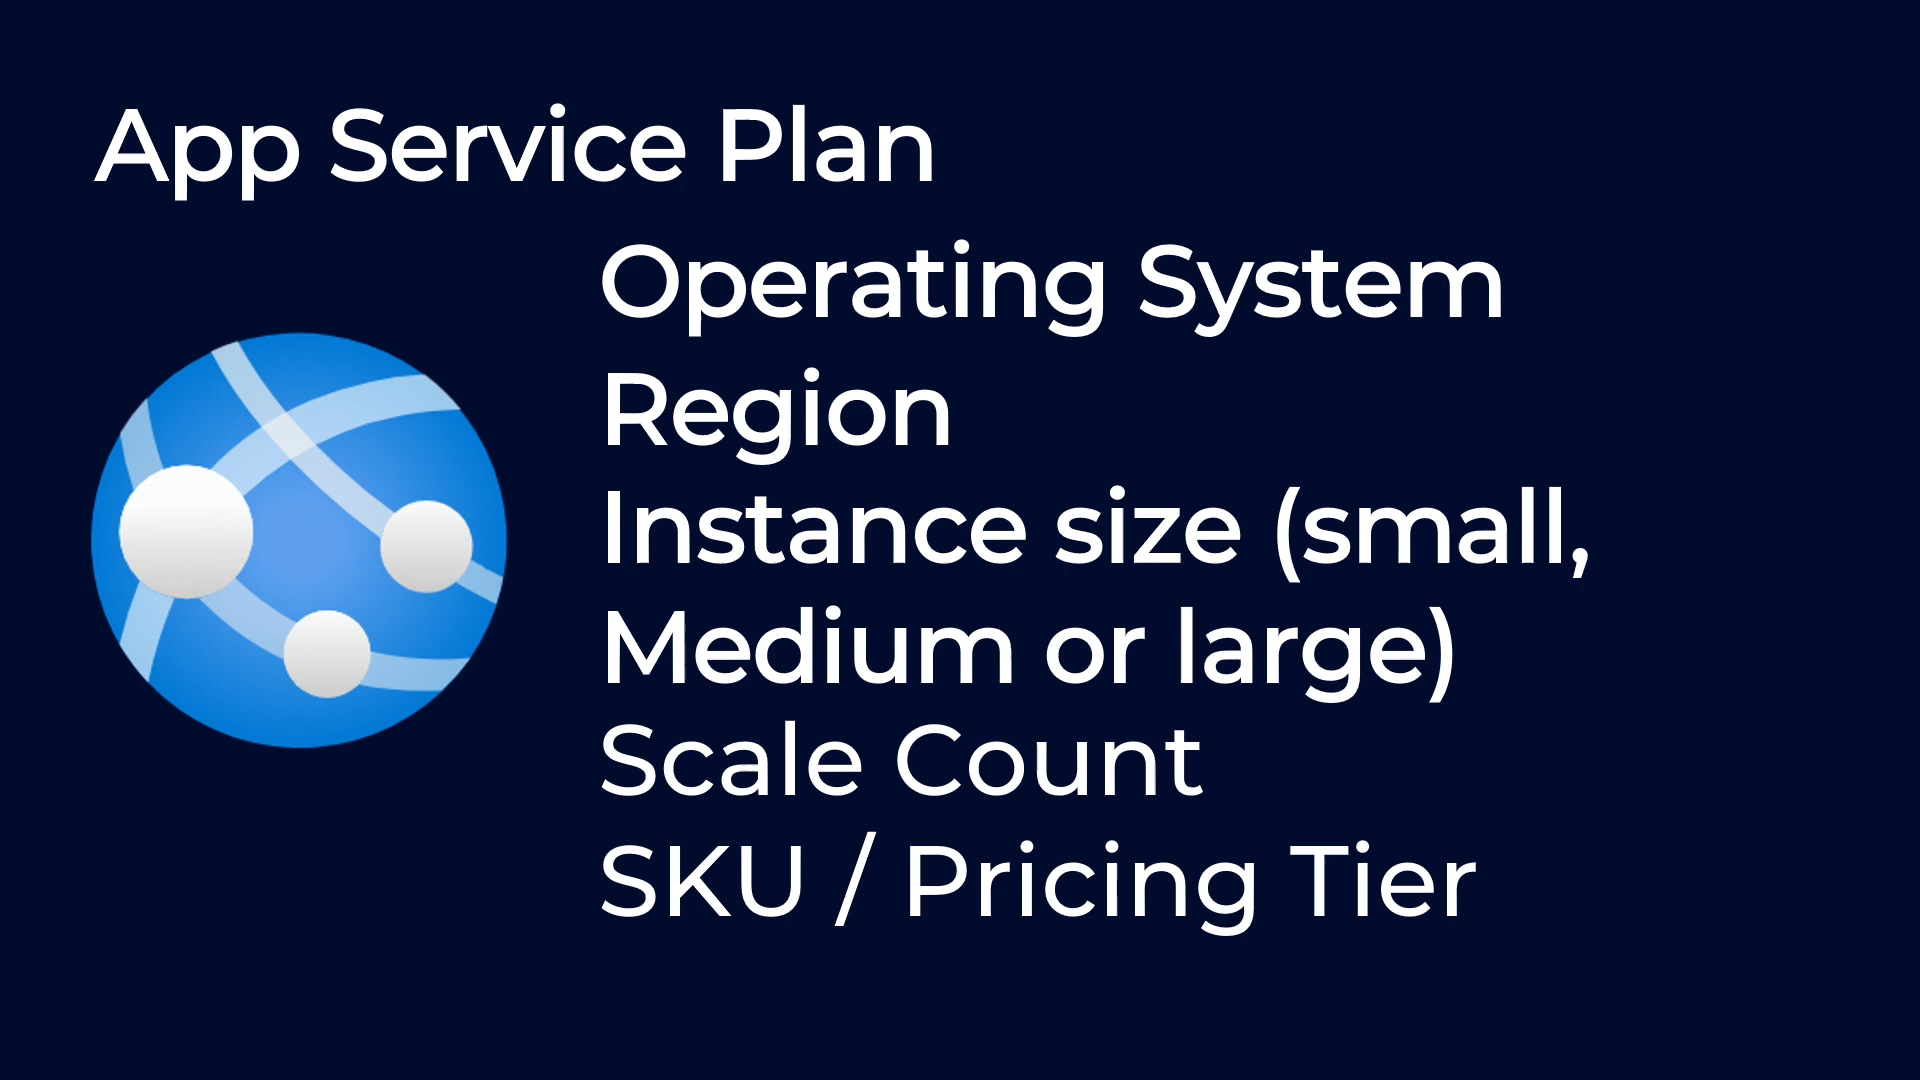 App Service Plan
Operating System
Region
Instance size (small,
Medium or large)
Scale Count
SKU / Pricing Tier